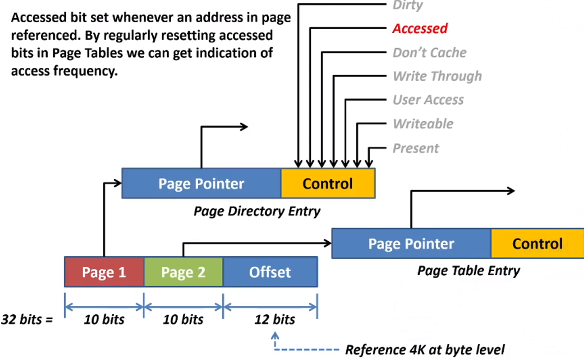 Accessed bit set whenever an address in page
referenced. By regularly resetting accessed
bits in Page Tables we can get indication of
access frequency.
Dirty
Accessed
Don't Cache
Write Through
User Access
Writeable
Present
Page Pointer
Control
Page Directory Entry
Page Pointer
Control
Page Table Entry
Page 1
Page 2
Offset
32 bits =
10 bits
10 bits
12 bits
Reference 4K at byte level